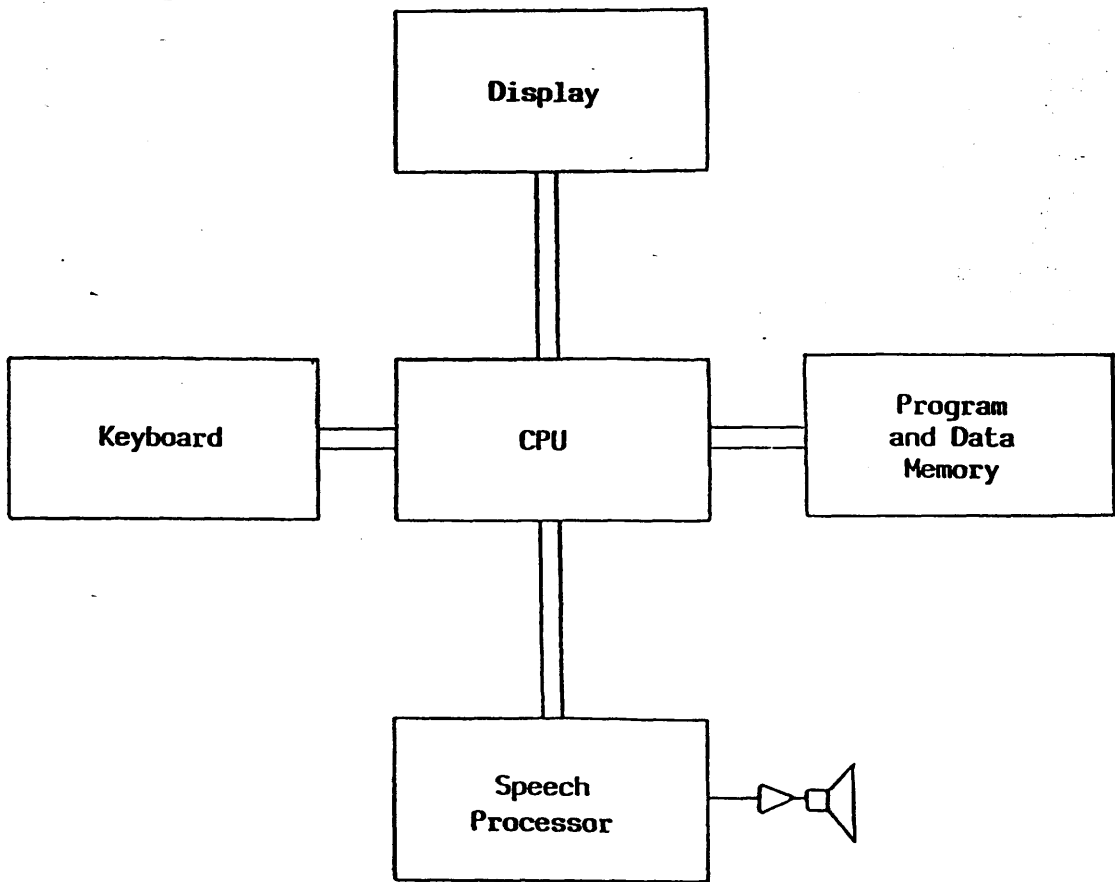 Display
Keyboard
CPU
Program
and Data
Memory
Speech
Processor